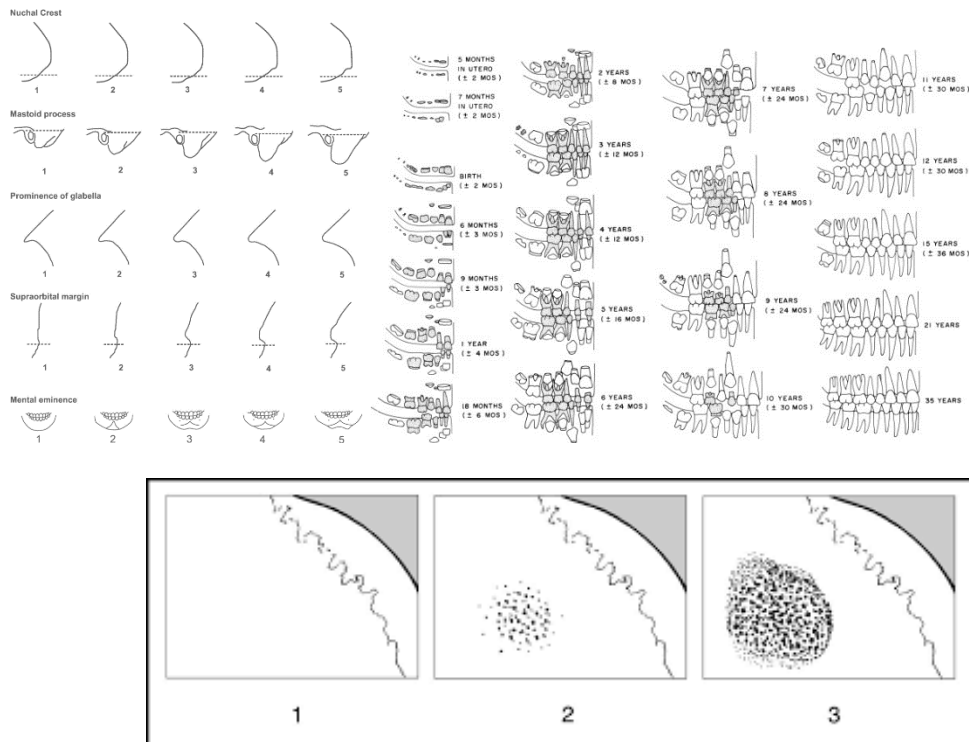 Nuchal Crest
1 2 3 4 5
Mastoid process
1 2 3 4 5
Prominence of glabella
1 2 3 4 5
Supraorbital margin
1 2 3 4 5
Mental eminence
1 2 3 4 5
5 MONTHS
IN UTERO
(± 2 MOS)
7 MONTHS
IN UTERO
(± 2 MOS)
BIRTH
(± 2 MOS)
6 MONTHS
(± 3 MOS)
9 MONTHS
(± 3 MOS)
1 YEAR
(± 4 MOS)
18 MONTHS
(± 6 MOS)
2 YEARS
(± 8 MOS)
3 YEARS
(± 12 MOS)
4 YEARS
(± 12 MOS)
5 YEARS
(± 16 MOS)
6 YEARS
(± 24 MOS)
7 YEARS
(± 24 MOS)
8 YEARS
(± 24 MOS)
9 YEARS
(± 24 MOS)
10 YEARS
(± 30 MOS)
11 YEARS
(± 30 MOS)
12 YEARS
(± 30 MOS)
15 YEARS
(± 36 MOS)
21 YEARS
35 YEARS
1 2 3